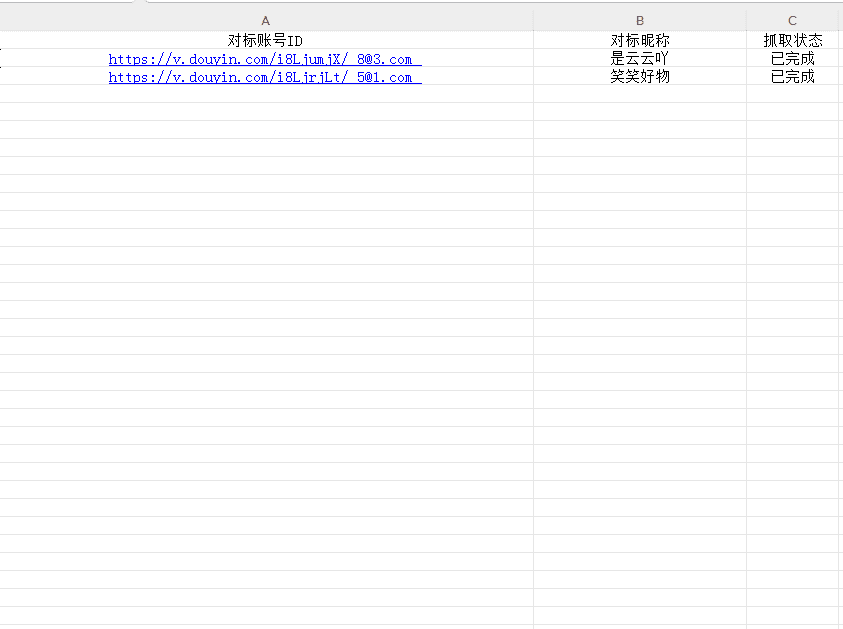 A B C
对标账号ID 对标昵称 抓取状态
https://v.douyin.com/i8LjumjX/ 8@3.com 是云云吖 已完成
https://v.douyin.com/i8LjrjLt/ 5@1.com 笑笑好物 已完成